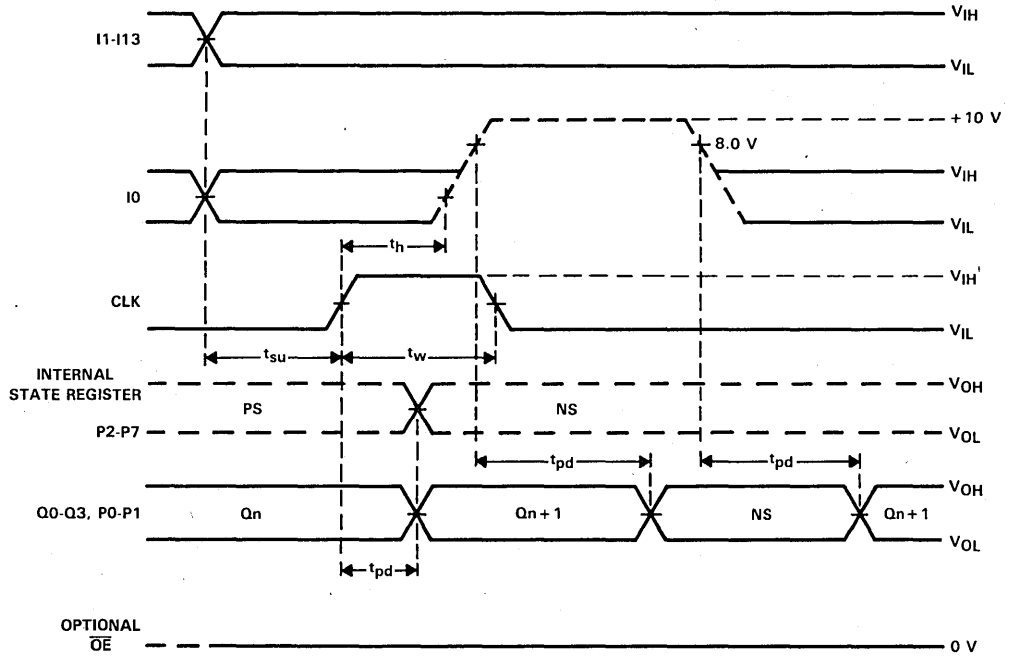 VIH
I1-I13
VIL
+10 V
8.0 V
VIH
I0
VIL
th
VIH'
CLK
VIL
tsu
tw
INTERNAL
STATE REGISTER
VOH
PS
NS
P2-P7
VOL
tpd
tpd
VOH
Q0-Q3, P0-P1
Qn
Qn+1
NS
Qn+1
VOL
tpd
OPTIONAL
OE
0 V